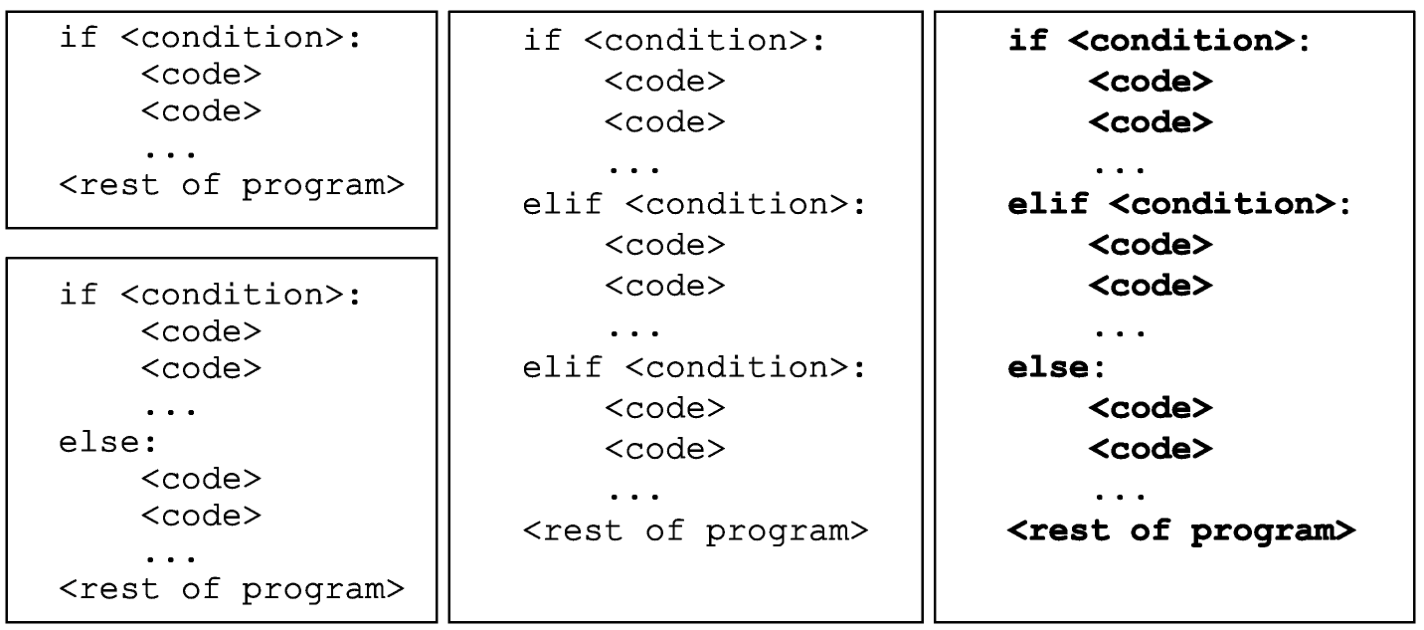 if <condition>:
    <code>
    <code>
    ...
<rest of program>
if <condition>:
    <code>
    <code>
    ...
else:
    <code>
    <code>
    ...
<rest of program>
if <condition>:
    <code>
    <code>
    ...
elif <condition>:
    <code>
    <code>
    ...
elif <condition>:
    <code>
    <code>
    ...
<rest of program>
if <condition>:
    <code>
    <code>
    ...
elif <condition>:
    <code>
    <code>
    ...
else:
    <code>
    <code>
    ...
<rest of program>